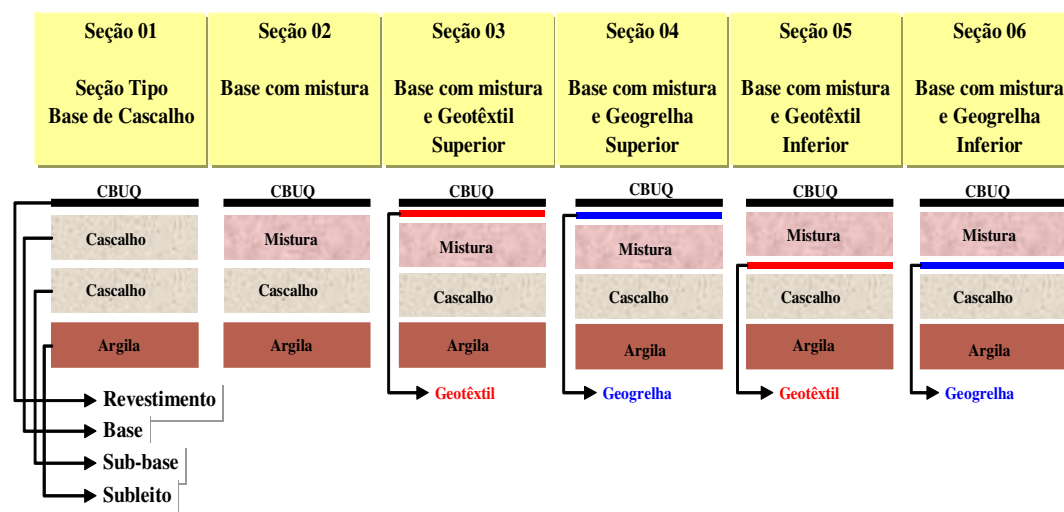 Seção 01
Seção Tipo
Base de Cascalho
Seção 02
Base com mistura
Seção 03
Base com mistura
e Geotêxtil
Superior
Seção 04
Base com mistura
e Geogrelha
Superior
Seção 05
Base com mistura
e Geotêxtil
Inferior
Seção 06
Base com mistura
e Geogrelha
Inferior
CBUQ
Cascalho
Cascalho
Argila
CBUQ
Mistura
Cascalho
Argila
CBUQ
Mistura
Cascalho
Argila
CBUQ
Mistura
Cascalho
Argila
CBUQ
Mistura
Cascalho
Argila
CBUQ
Mistura
Cascalho
Argila
Geotêxtil
Geogrelha
Geotêxtil
Geogrelha
Revestimento
Base
Sub-base
Subleito